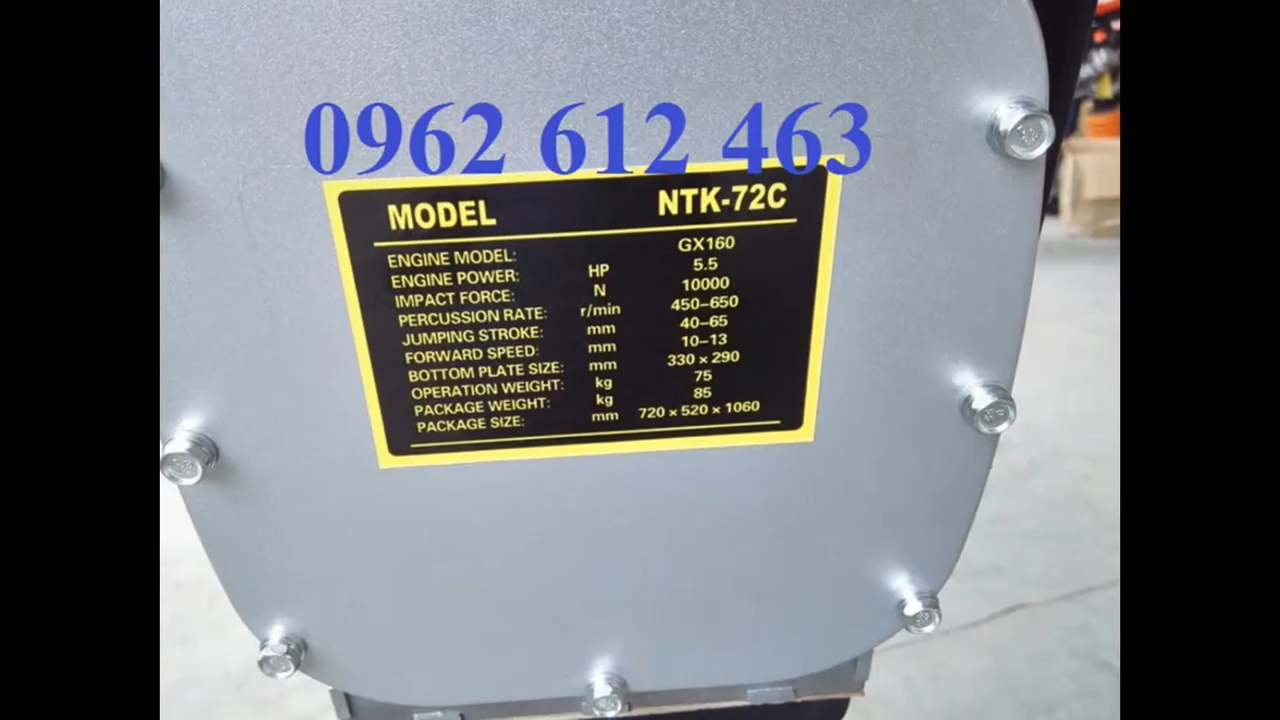 0962 612 463
MODEL NTK-72C
ENGINE MODEL: GX160
ENGINE POWER: HP 5.5
IMPACT FORCE: N 10000
PERCUSSION RATE: r/min 450-650
JUMPING STROKE: mm 40-65
FORWARD SPEED: mm 10-13
BOTTOM PLATE SIZE: mm 330 × 290
OPERATION WEIGHT: kg 75
PACKAGE WEIGHT: kg 85
PACKAGE SIZE: mm 720 × 520 × 1060